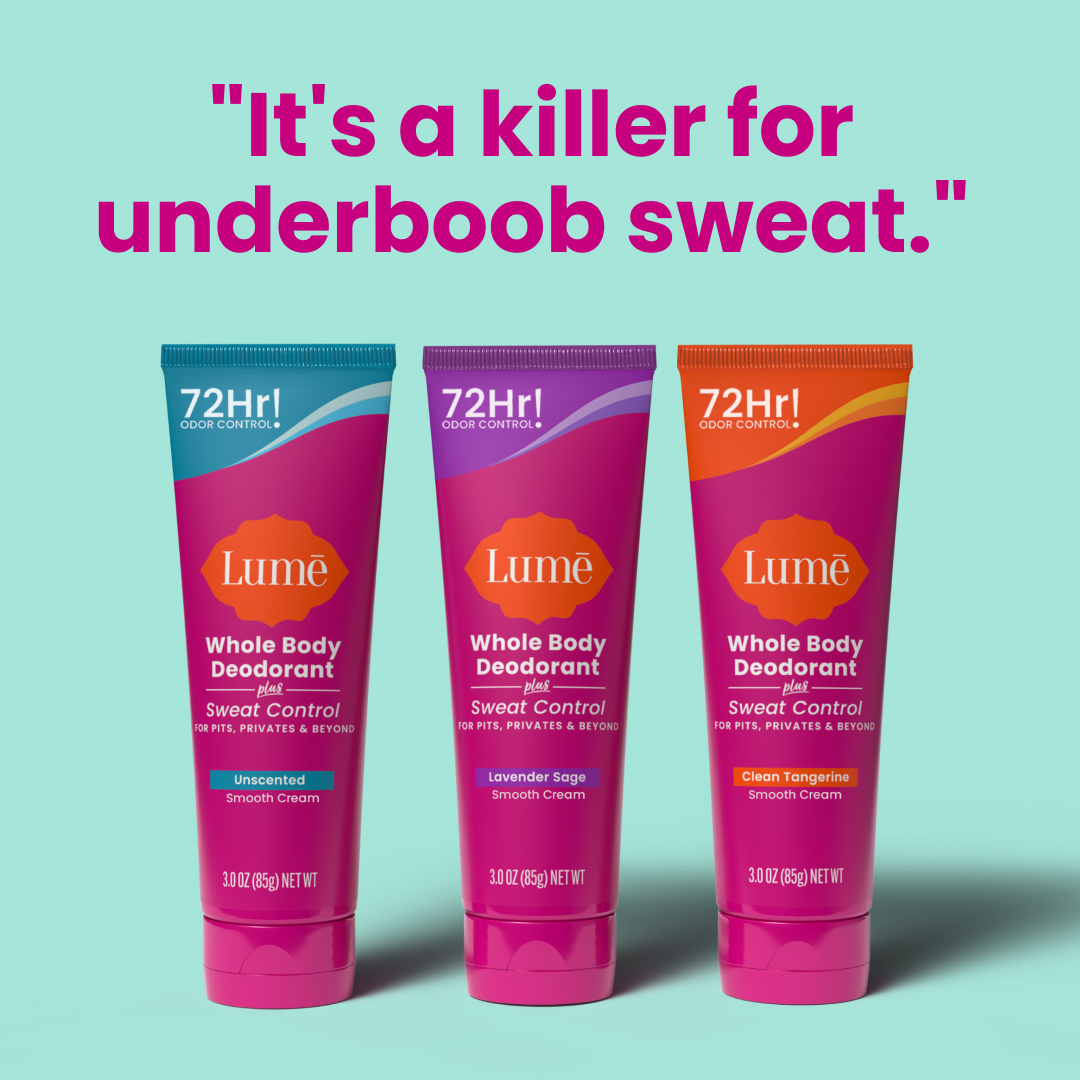 "It's a killer for
underboob sweat."
72Hr!
ODOR CONTROL
Lumē
Whole Body
Deodorant
plus
Sweat Control
FOR PITS, PRIVATES & BEYOND
Unscented
Smooth Cream
3.0 OZ (85g) NET WT
72Hr!
ODOR CONTROL
Lumē
Whole Body
Deodorant
plus
Sweat Control
FOR PITS, PRIVATES & BEYOND
Lavender Sage
Smooth Cream
3.0 OZ (85g) NET WT
72Hr!
ODOR CONTROL
Lumē
Whole Body
Deodorant
plus
Sweat Control
FOR PITS, PRIVATES & BEYOND
Clean Tangerine
Smooth Cream
3.0 OZ (85g) NET WT